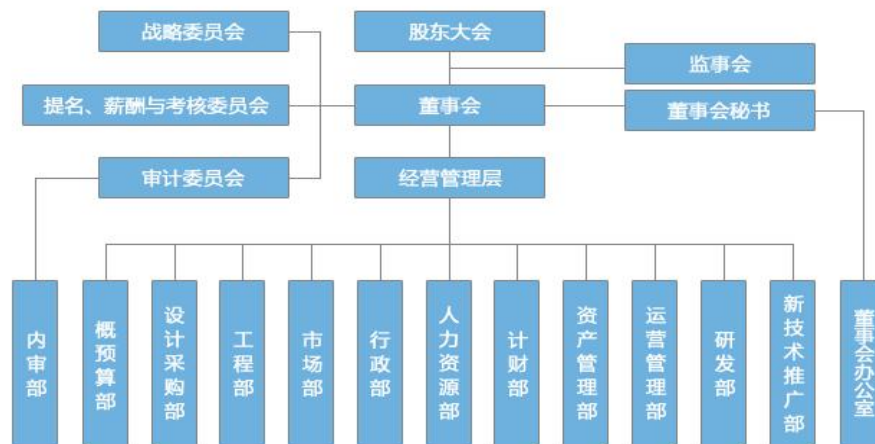 战略委员会
股东大会
监事会
提名、薪酬与考核委员会
董事会
董事会秘书
审计委员会
经营管理层
内审部
概预算部
设计采购部
工程部
市场部
行政部
人力资源部
计财部
资产管理部
运营管理部
研发部
新技术推广部
董事会办公室